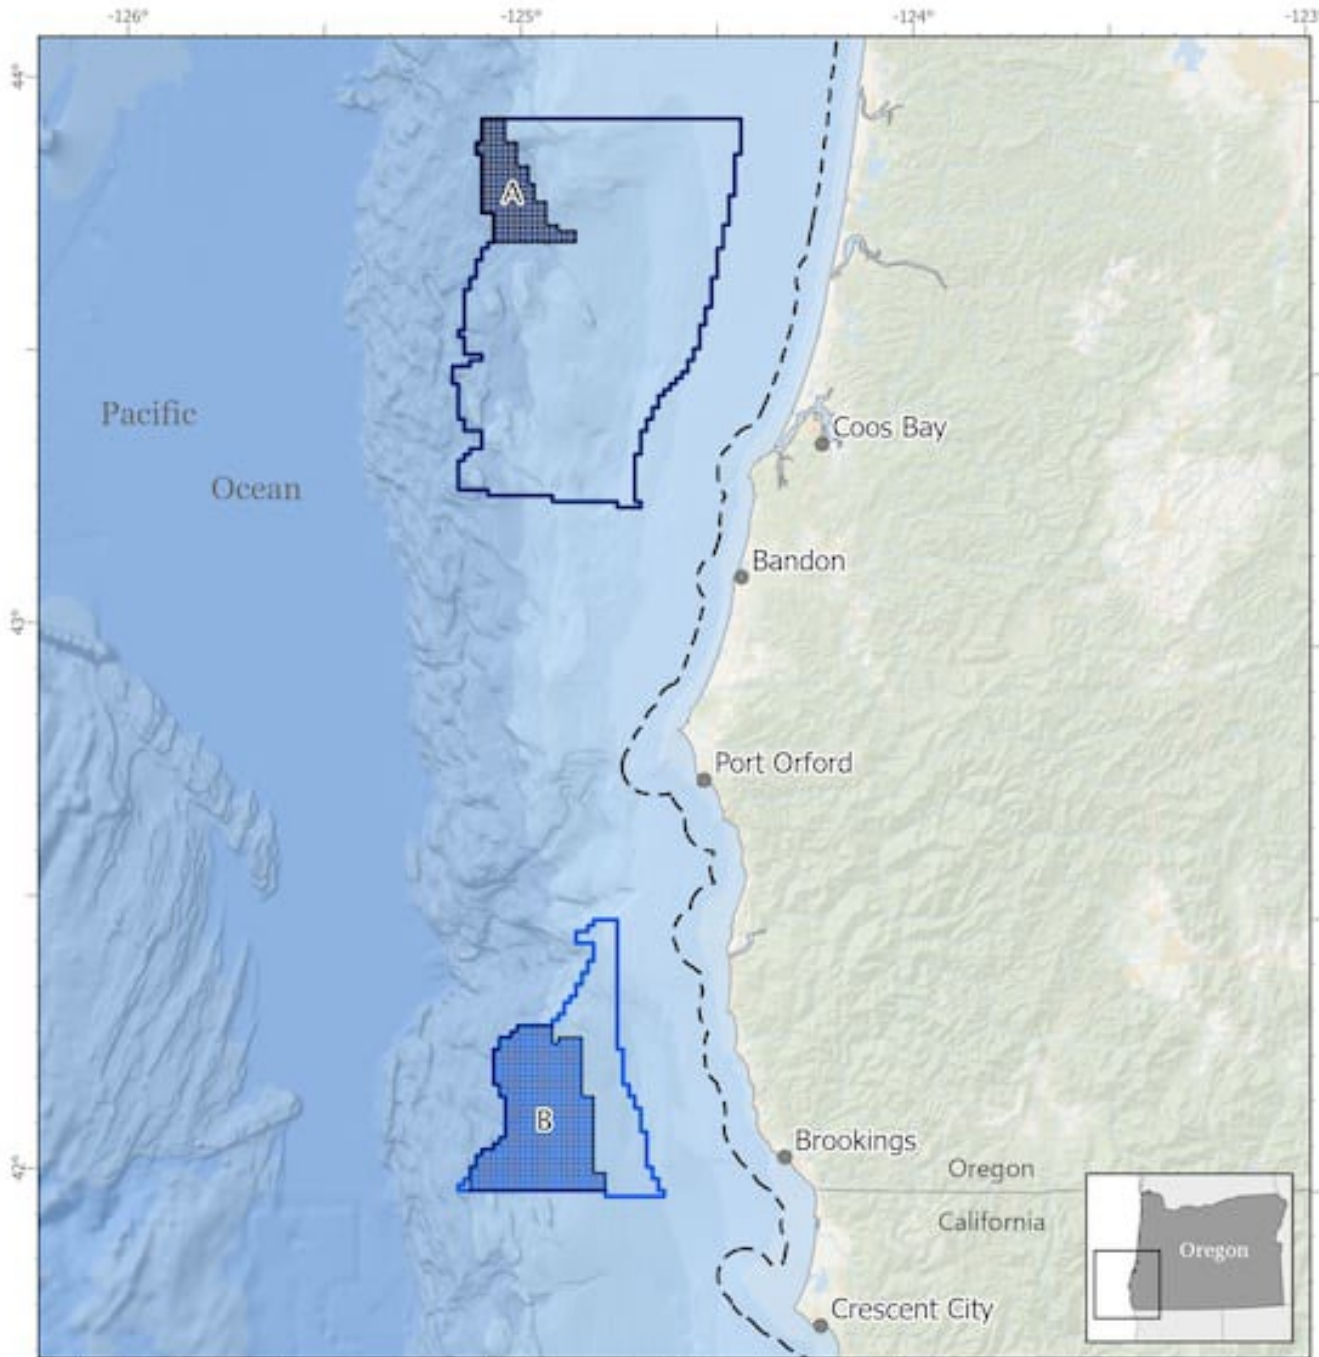 -126°
-125°
-124°
-123°
44°
A
Pacific
Ocean
Coos Bay
Bandon
43°
Port Orford
B
Brookings
42°
Oregon
California
Oregon
Crescent City